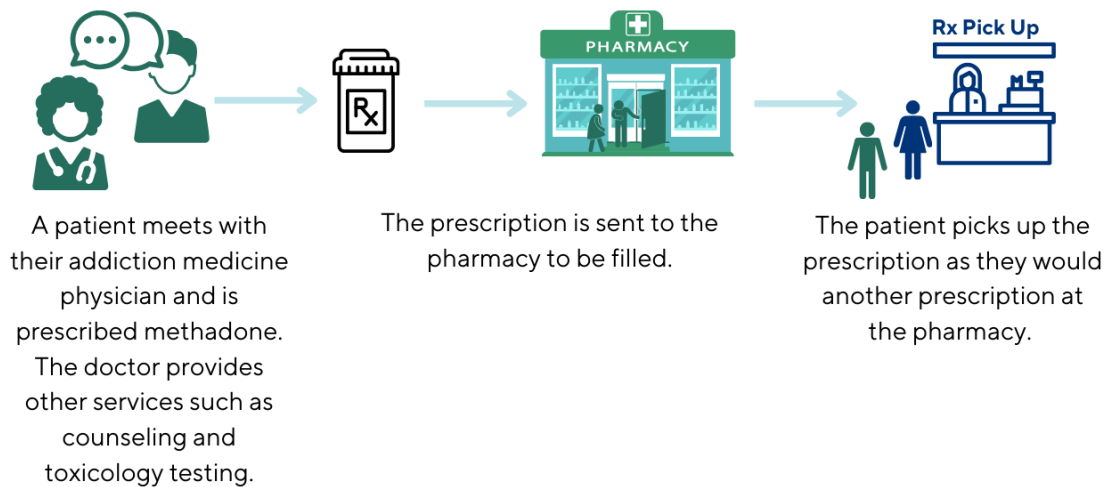 Rx
PHARMACY
Rx Pick Up
A patient meets with
their addiction medicine
physician and is
prescribed methadone.
The doctor provides
other services such as
counseling and
toxicology testing.
The prescription is sent to the
pharmacy to be filled.
The patient picks up the
prescription as they would
another prescription at
the pharmacy.